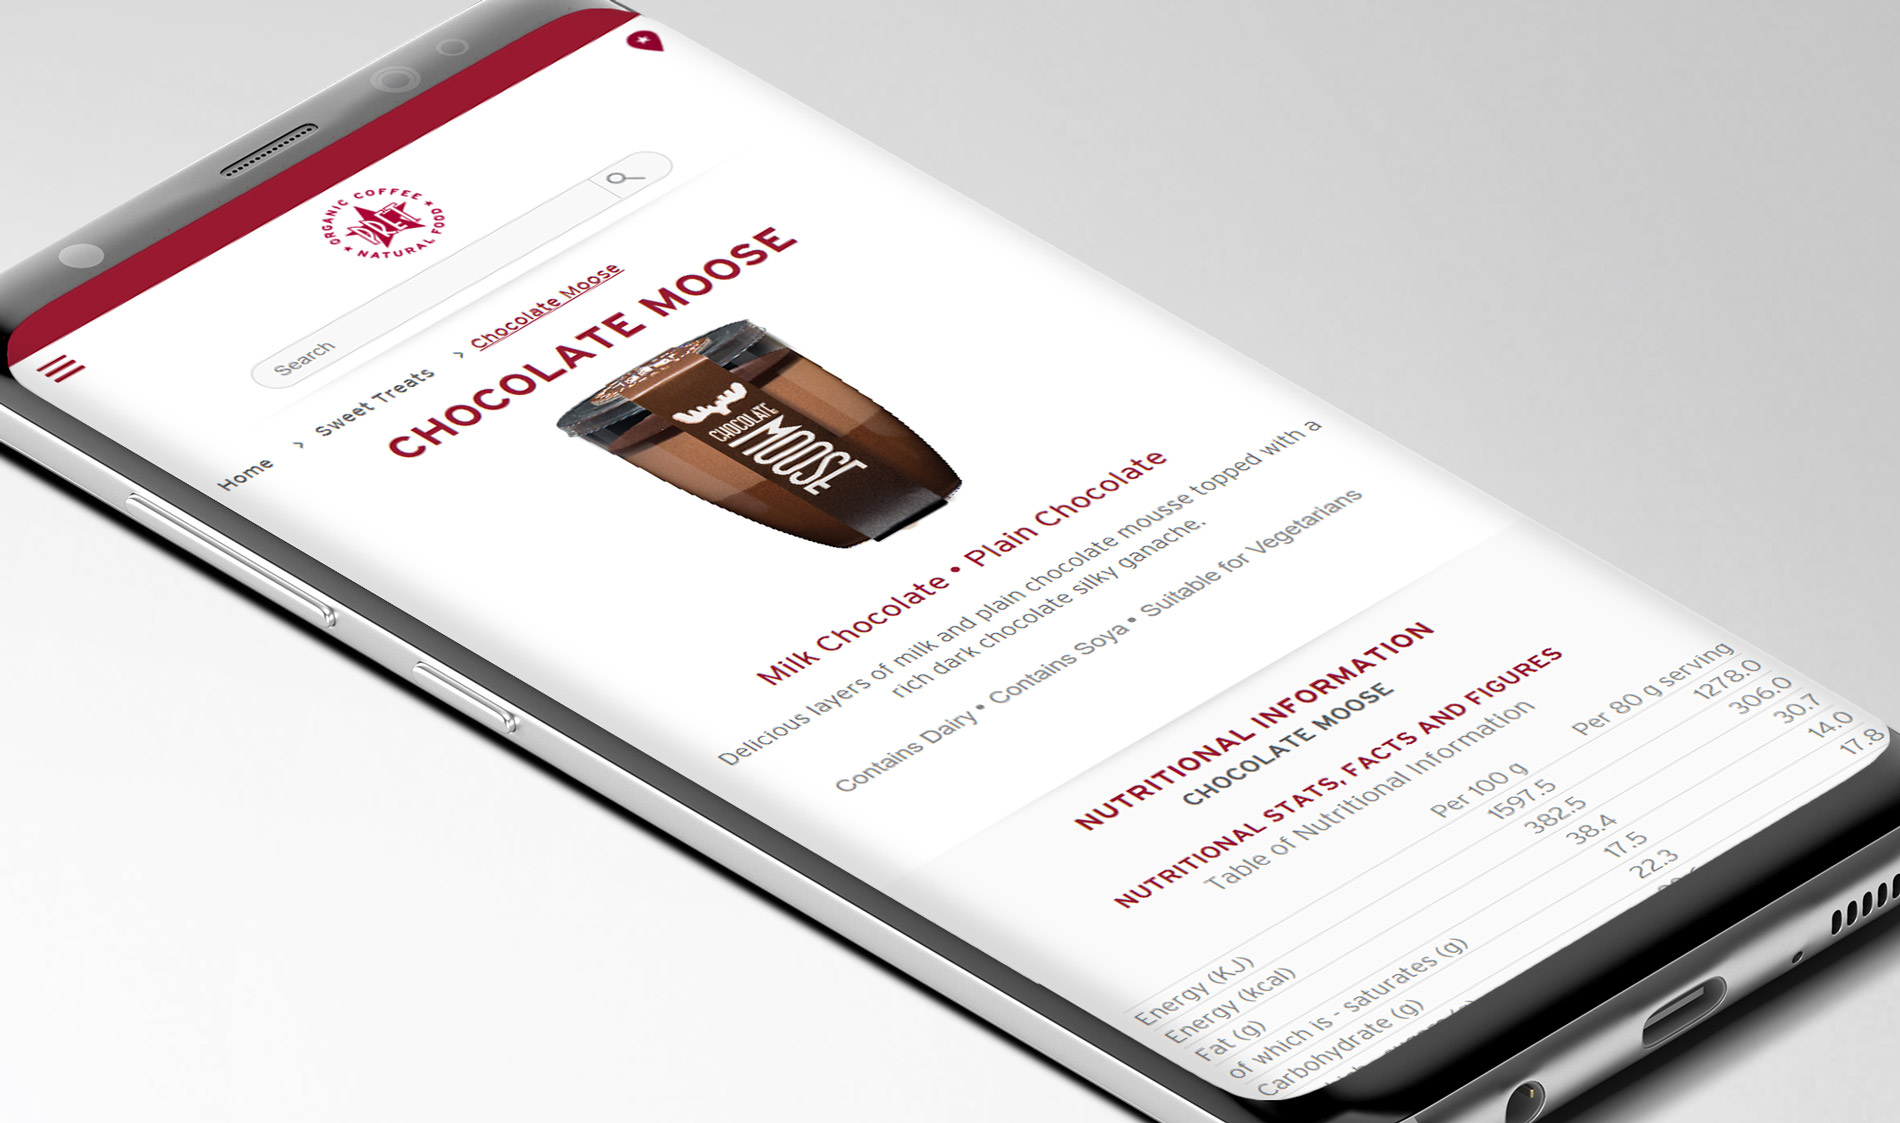 ORGANIC COFFEE
PRET
NATURAL FOOD
Search
Home > Sweet Treats > Chocolate Moose
CHOCOLATE MOOSE
CHOCOLATE
MOOSE
Milk Chocolate • Plain Chocolate
Delicious layers of milk and plain chocolate mousse topped with a
rich dark chocolate silky ganache.
Contains Dairy • Contains Soya • Suitable for Vegetarians
NUTRITIONAL INFORMATION
CHOCOLATE MOOSE
NUTRITIONAL STATS, FACTS AND FIGURES
Table of Nutritional Information
Per 100 g Per 80 g serving
Energy (KJ) 1597.5 1278.0
Energy (kcal) 382.5 306.0
Fat (g) 38.4 30.7
of which is - saturates (g) 17.5 14.0
Carbohydrate (g) 22.3 17.8